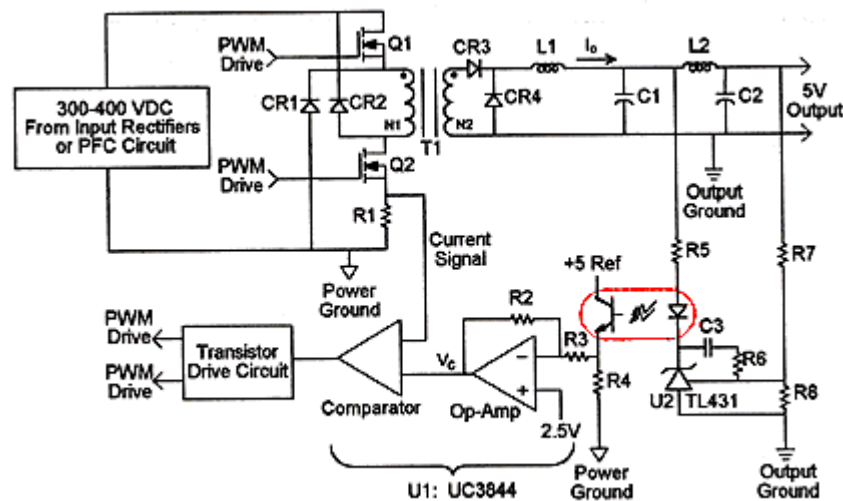 PWM
Drive
Q1
CR3
L1
Io
L2
300-400 VDC
From Input Rectifiers
or PFC Circuit
CR1
CR2
N1
T1
N2
CR4
C1
C2
5V
Output
PWM
Drive
Q2
R1
Current
Signal
Power
Ground
Output
Ground
+5 Ref
R5
R7
PWM
Drive
PWM
Drive
Transistor
Drive Circuit
Comparator
Vc
R2
Op-Amp
2.5V
R3
R4
C3
R6
U2
TL431
R8
U1: UC3844
Power
Ground
Output
Ground